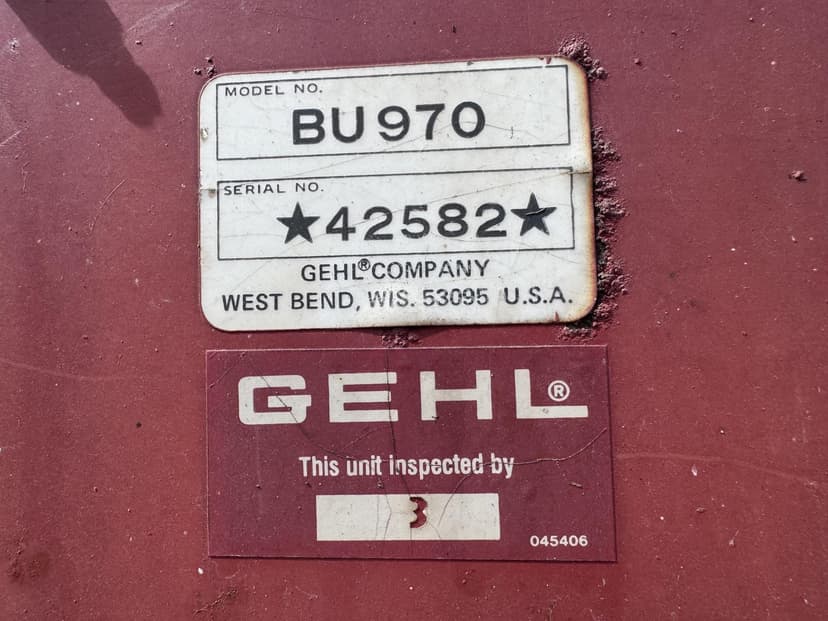 MODEL NO.
BU970
SERIAL NO.
★42582★
GEHL®COMPANY
WEST BEND, WIS. 53095 U.S.A.
GEHL®
This unit inspected by
3
045406